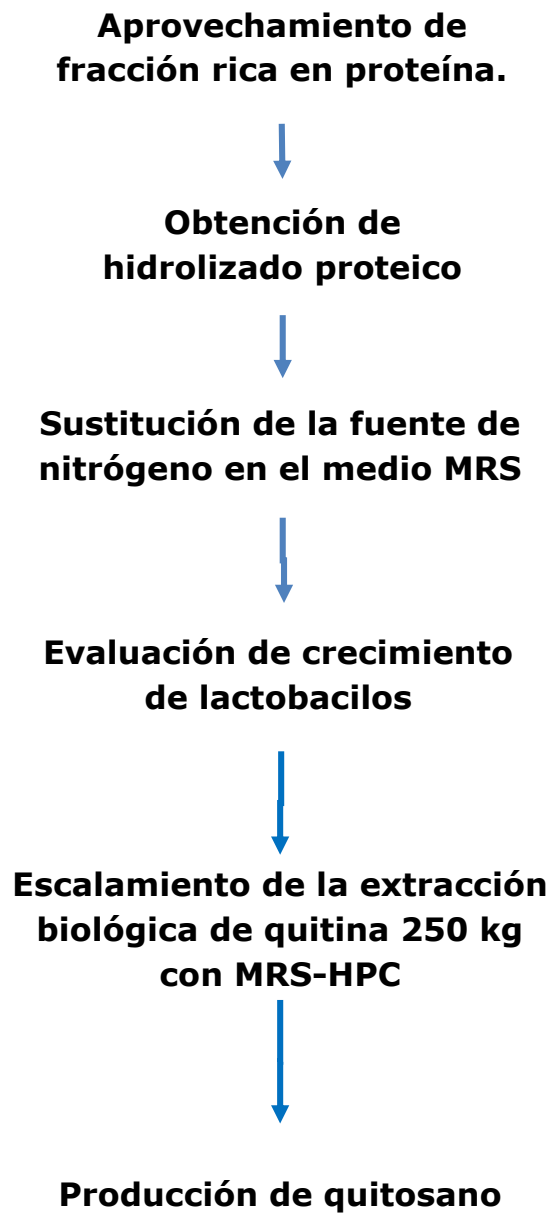 Aprovechamiento de
fracción rica en proteína.
Obtención de
hidrolizado proteico
Sustitución de la fuente de
nitrógeno en el medio MRS
Evaluación de crecimiento
de lactobacilos
Escalamiento de la extracción
biológica de quitina 250 kg
con MRS-HPC
Producción de quitosano